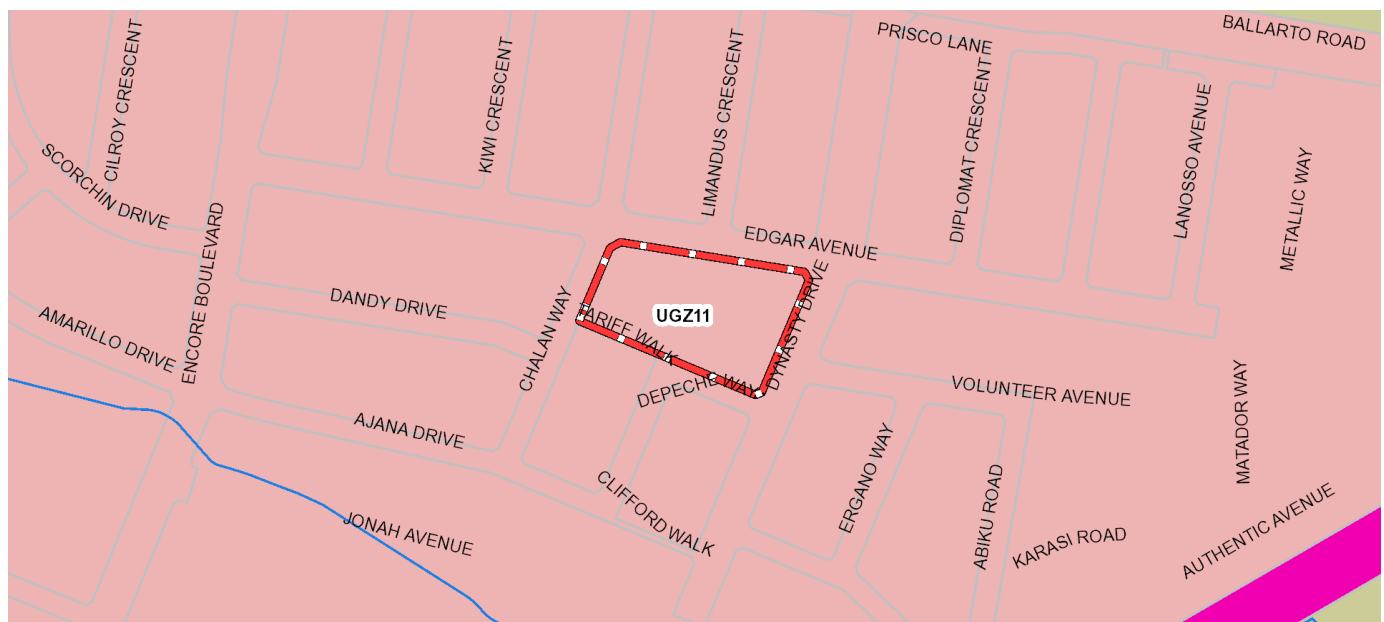 BALLARTO ROAD
PRISCO LANE
CILROY CRESCENT
KIWI CRESCENT
LIMANDUS CRESCENT
DIPLOMAT CRESCENT
LANOSSO AVENUE
METALLIC WAY
SCORCHIN DRIVE
ENCORE BOULEVARD
EDGAR AVENUE
DANDY DRIVE
CHALAN WAY
TARIFF WALK
UGZ11
DYNASTY DRIVE
AMARILLO DRIVE
DEPECHE WAY
VOLUNTEER AVENUE
MATADOR WAY
AJANA DRIVE
ERGANO WAY
CLIFFORD WALK
ABIKU ROAD
JONAH AVENUE
KARASI ROAD
AUTHENTIC AVENUE